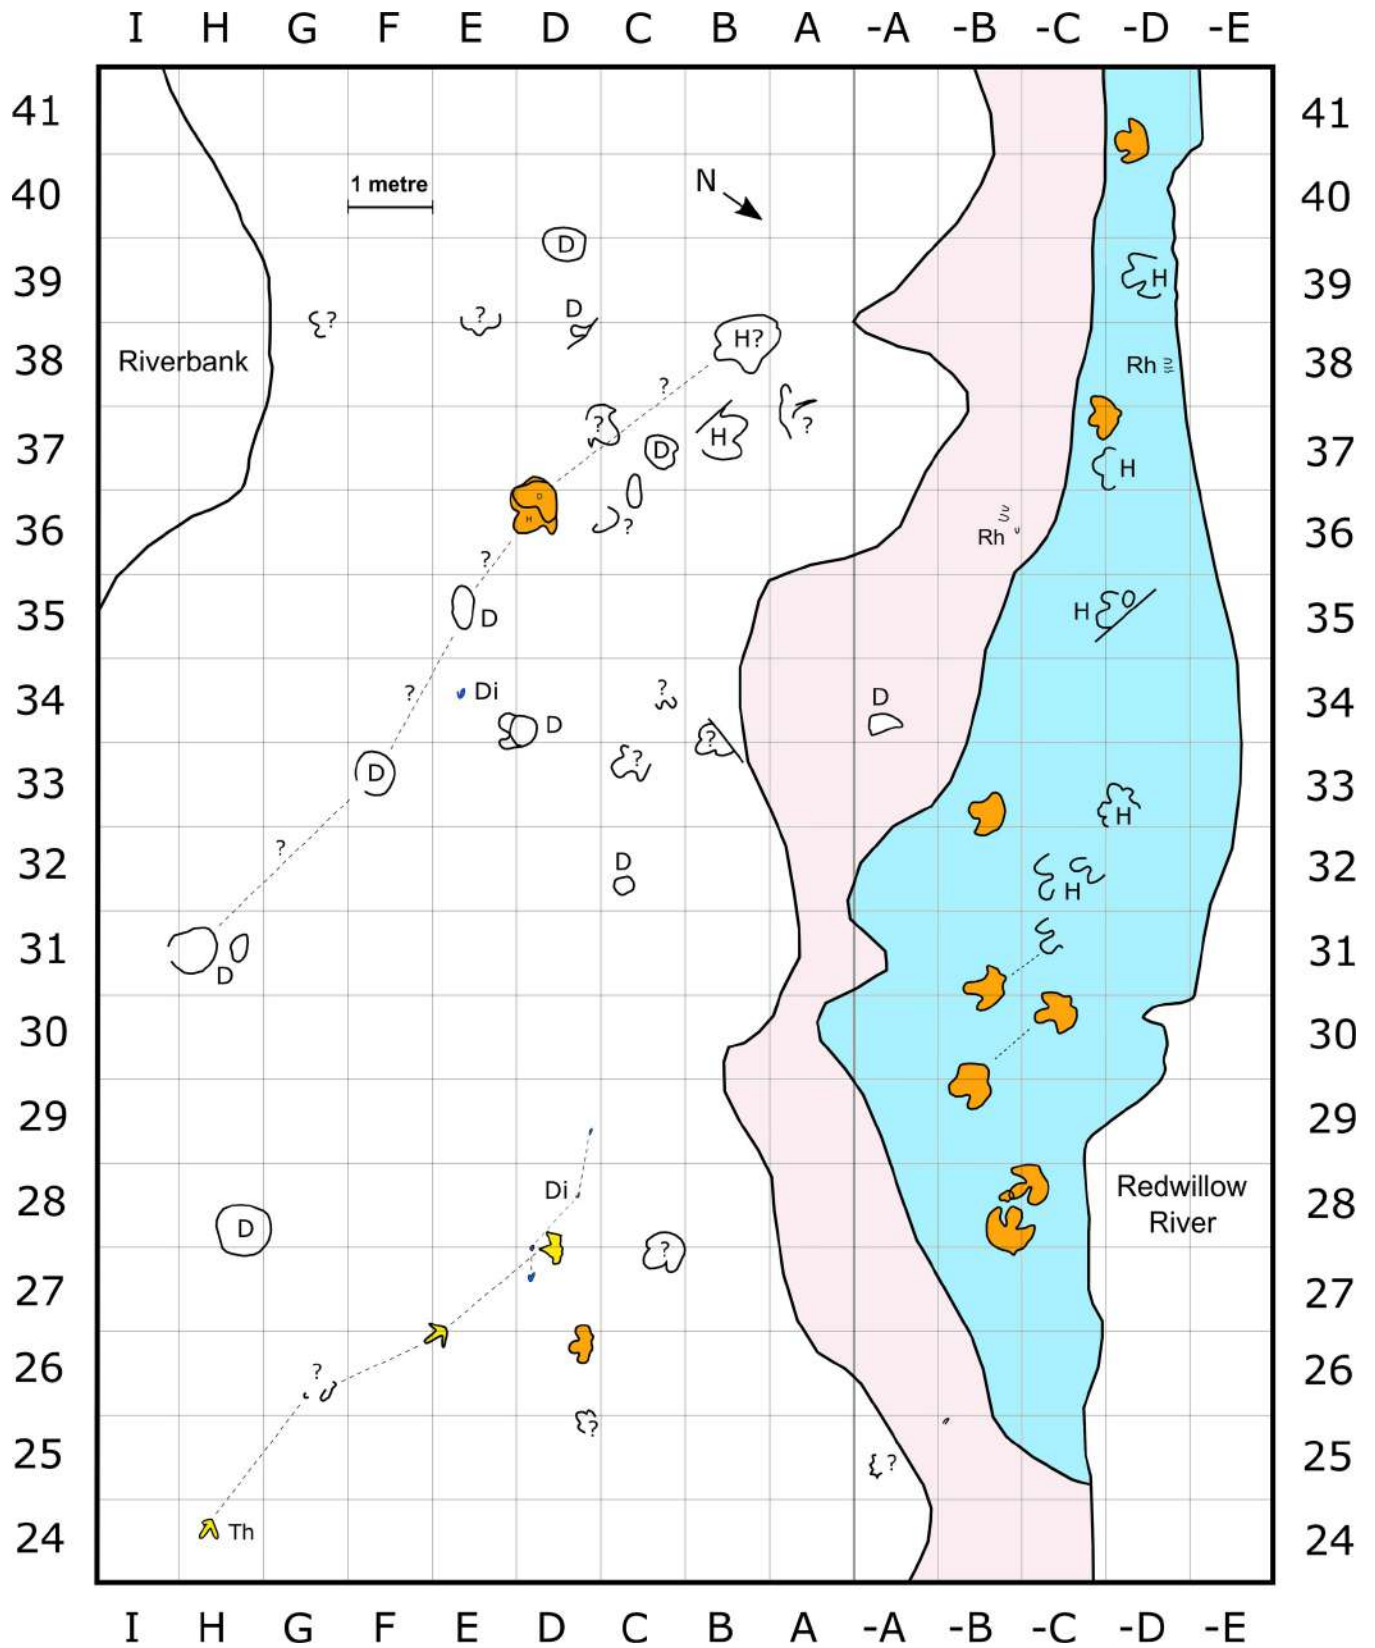 I H G F E D C B A -A -B -C -D -E
41 41
40 1 metre N 40
D
39 H 39
? ? D
H?
38 Riverbank Rh 38
?
? H ?
37 D H 37
D
H
36 ? Rh 36
?
35 D H 35
34 ? Di ? D 34
D ?
33 D ? H 33
?
32 D H 32
31 D 31
30 30
29 29
28 Di Redwillow 28
D River
?
27 27
26 ? 26
?
25 ? 25
24 Th 24
I H G F E D C B A -A -B -C -D -E